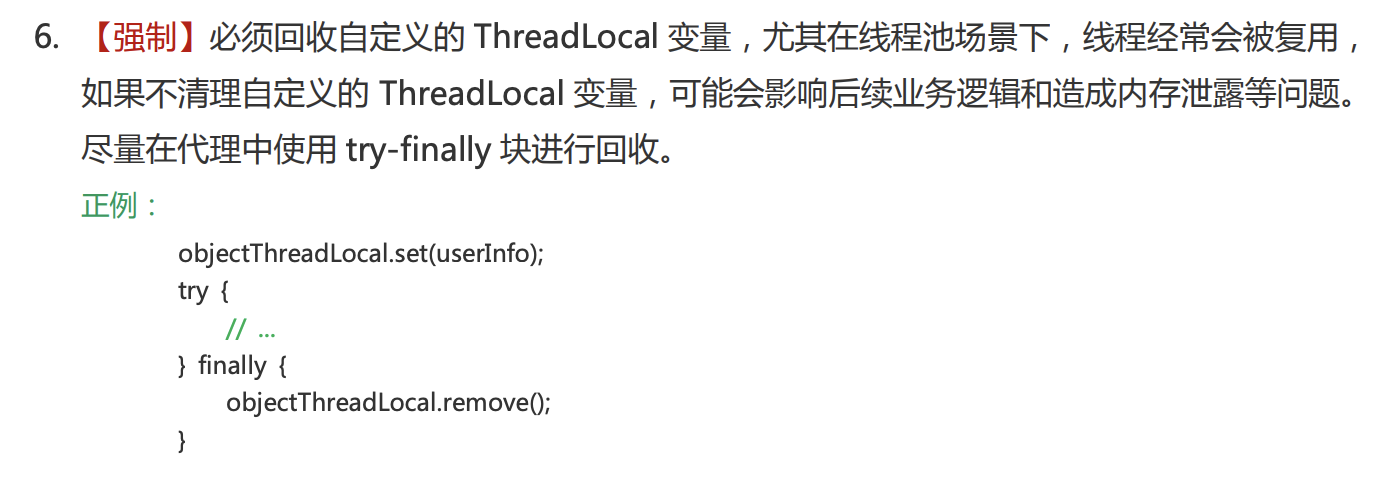 6. 【强制】必须回收自定义的 ThreadLocal 变量，尤其在线程池场景下，线程经常会被复用，
如果不清理自定义的 ThreadLocal 变量，可能会影响后续业务逻辑和造成内存泄露等问题。
尽量在代理中使用 try-finally 块进行回收。
正例：
objectThreadLocal.set(userInfo);
try {
// ...
} finally {
objectThreadLocal.remove();
}